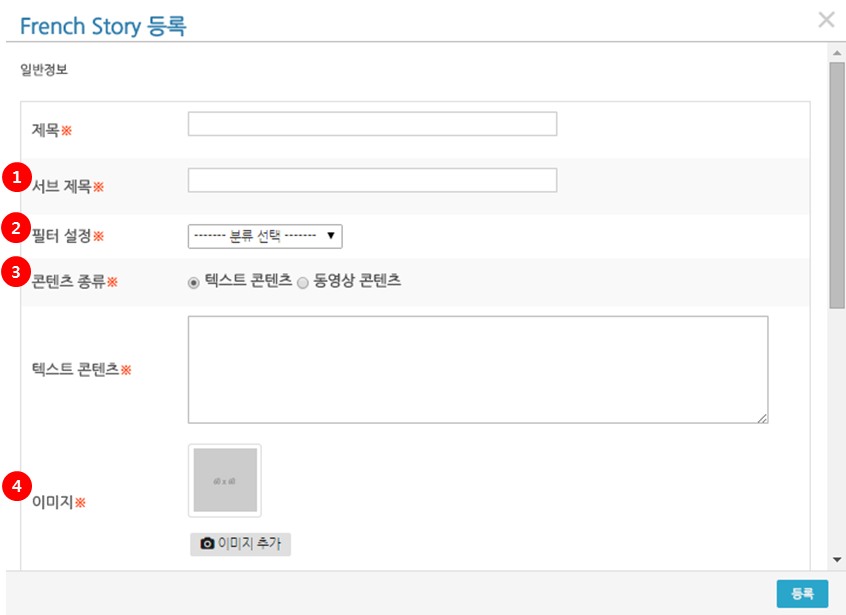 French Story 등록
일반정보
제목※
1 서브 제목※
2 필터 설정※ ------- 분류 선택 -------
3 콘텐츠 종류※ 텍스트 콘텐츠 동영상 콘텐츠
텍스트 콘텐츠※
4 이미지※
이미지 추가
등록